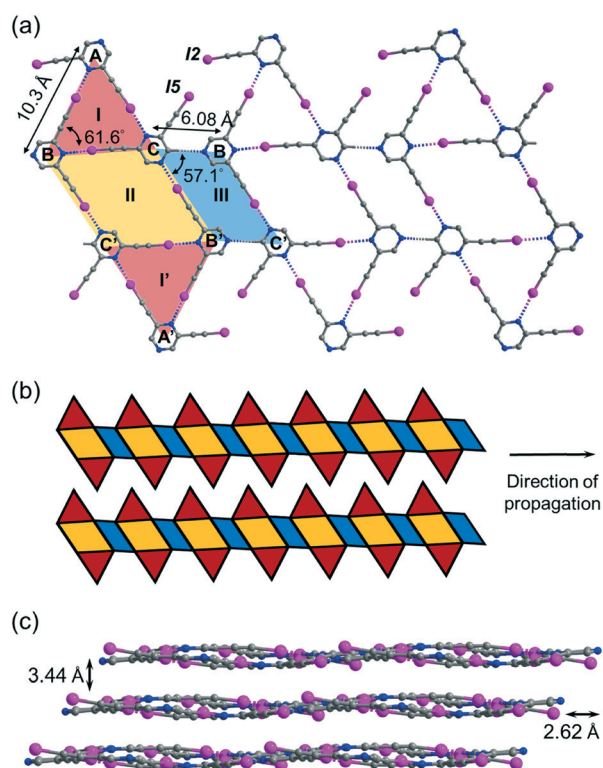 (a)
A
I2
I5
10.3 Å
I
6.08 Å
61.6°
B
C
B
57.1°
II
III
C'
B'
C'
I'
A'
(b)
Direction of
propagation
(c)
3.44 Å
2.62
Å